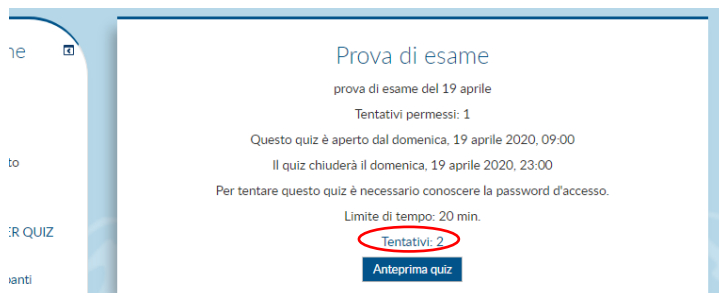 ne
Prova di esame
prova di esame del 19 aprile
Tentativi permessi: 1
Questo quiz è aperto dal domenica, 19 aprile 2020, 09:00
to
Il quiz chiuderà il domenica, 19 aprile 2020, 23:00
Per tentare questo quiz è necessario conoscere la password d'accesso.
Limite di tempo: 20 min.
ER QUIZ
Tentativi: 2
Anteprima quiz
panti